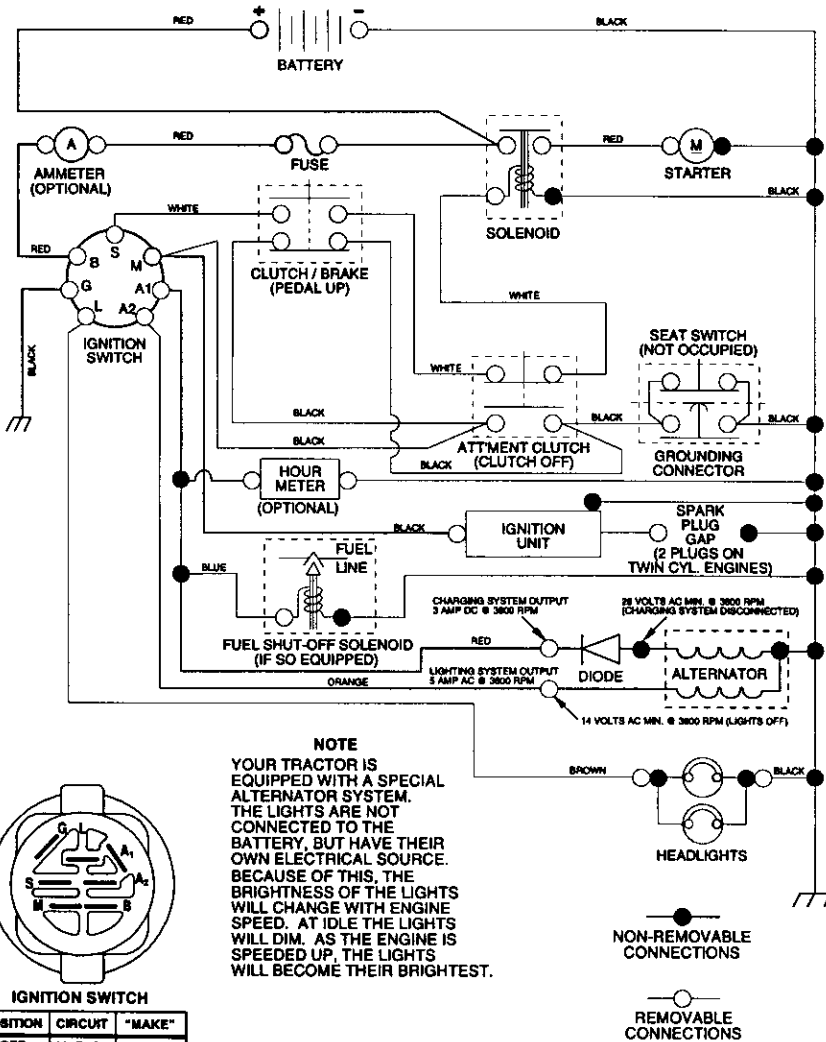 RED
+
-
BLACK
BATTERY
A
RED
RED
M
AMMETER
(OPTIONAL)
FUSE
STARTER
BLACK
WHITE
SOLENOID
S
RED
B
M
CLUTCH / BRAKE
(PEDAL UP)
G
A1
L
A2
WHITE
IGNITION
SWITCH
SEAT SWITCH
(NOT OCCUPIED)
BLACK
WHITE
BLACK
BLACK
BLACK
ATT'MENT CLUTCH
(CLUTCH OFF)
BLACK
GROUNDING
CONNECTOR
HOUR
METER
(OPTIONAL)
BLACK
IGNITION
UNIT
SPARK
PLUG
GAP
(2 PLUGS ON
TWIN CYL. ENGINES)
FUEL
LINE
BLUE
CHARGING SYSTEM OUTPUT
3 AMP DC @ 3600 RPM
28 VOLTS AC MIN. @ 3600 RPM
(CHARGING SYSTEM DISCONNECTED)
FUEL SHUT-OFF SOLENOID
(IF SO EQUIPPED)
RED
DIODE
ALTERNATOR
LIGHTING SYSTEM OUTPUT
5 AMP AC @ 3600 RPM
ORANGE
14 VOLTS AC MIN. @ 3600 RPM (LIGHTS OFF)
BROWN
BLACK
HEADLIGHTS
NOTE
YOUR TRACTOR IS
EQUIPPED WITH A SPECIAL
ALTERNATOR SYSTEM.
THE LIGHTS ARE NOT
CONNECTED TO THE
BATTERY, BUT HAVE THEIR
OWN ELECTRICAL SOURCE.
BECAUSE OF THIS, THE
BRIGHTNESS OF THE LIGHTS
WILL CHANGE WITH ENGINE
SPEED. AT IDLE THE LIGHTS
WILL DIM. AS THE ENGINE IS
SPEEDED UP, THE LIGHTS
WILL BECOME THEIR BRIGHTEST.
G
L
A1
S
A2
M
B
IGNITION SWITCH
NON-REMOVABLE
CONNECTIONS
REMOVABLE
CONNECTIONS
SITION CIRCUIT "MAKE"